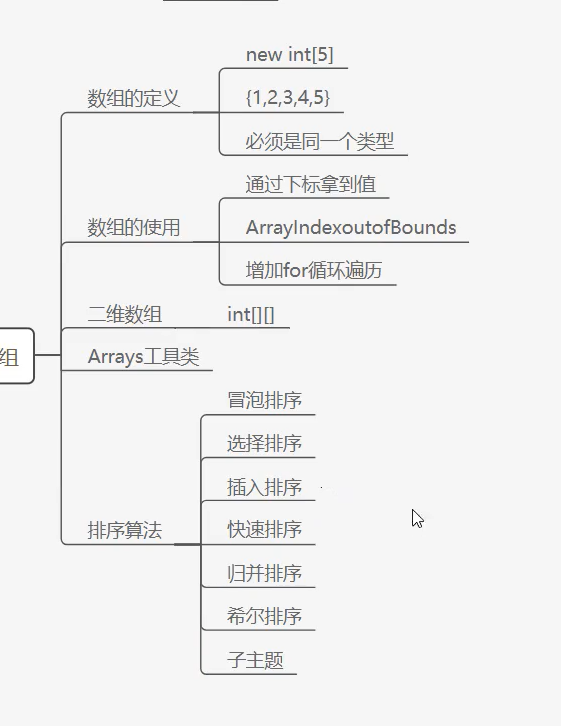 数组的定义
new int[5]
{1,2,3,4,5}
必须是同一个类型
数组的使用
通过下标拿到值
ArrayIndexoutofBounds
增加for循环遍历
二维数组
int[][]
组
Arrays工具类
排序算法
冒泡排序
选择排序
插入排序
快速排序
归并排序
希尔排序
子主题